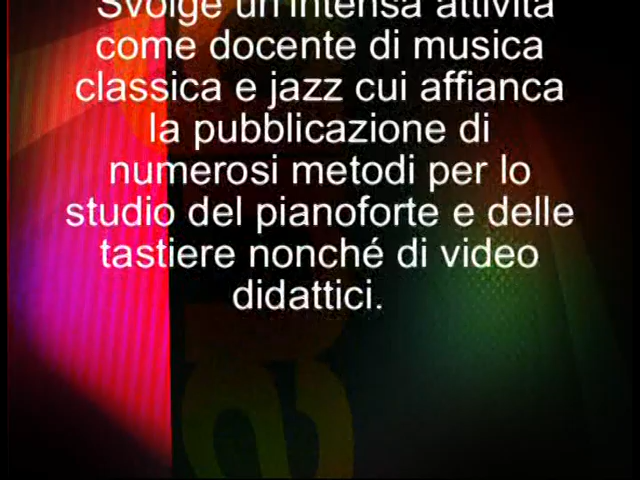 Svolge un'intensa attività
come docente di musica
classica e jazz cui affianca
la pubblicazione di
numerosi metodi per lo
studio del pianoforte e delle
tastiere nonché di video
didattici.